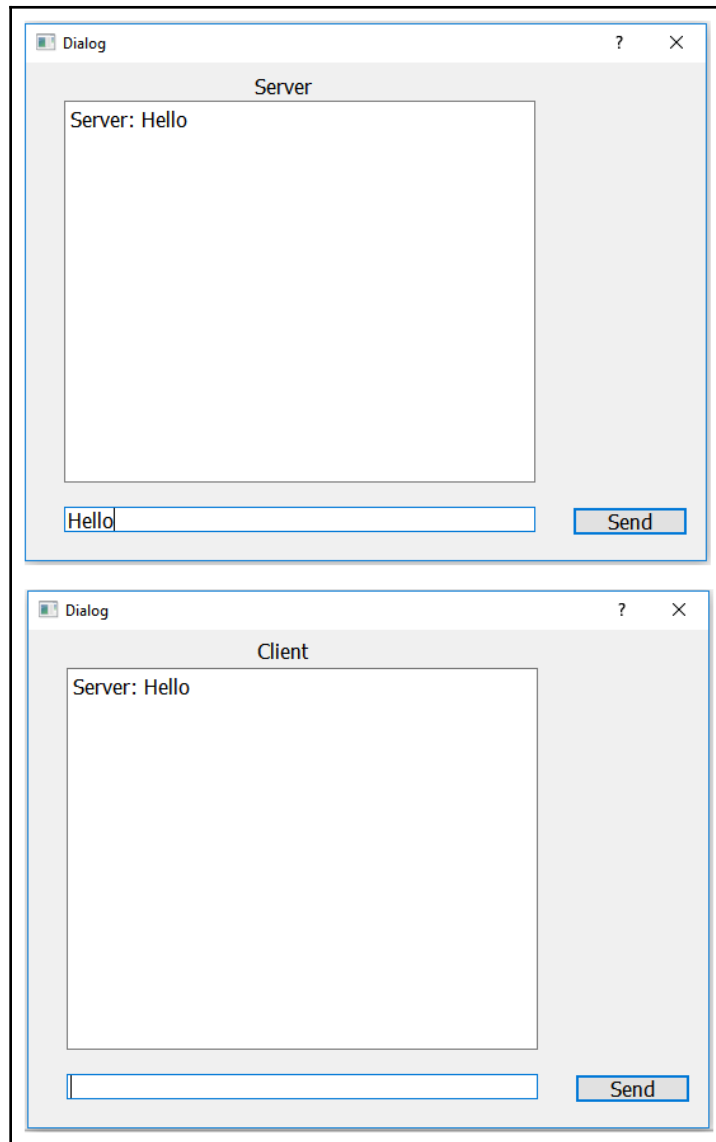 Dialog ?
Server
Server: Hello
Hello Send
Dialog ?
Client
Server: Hello
Send